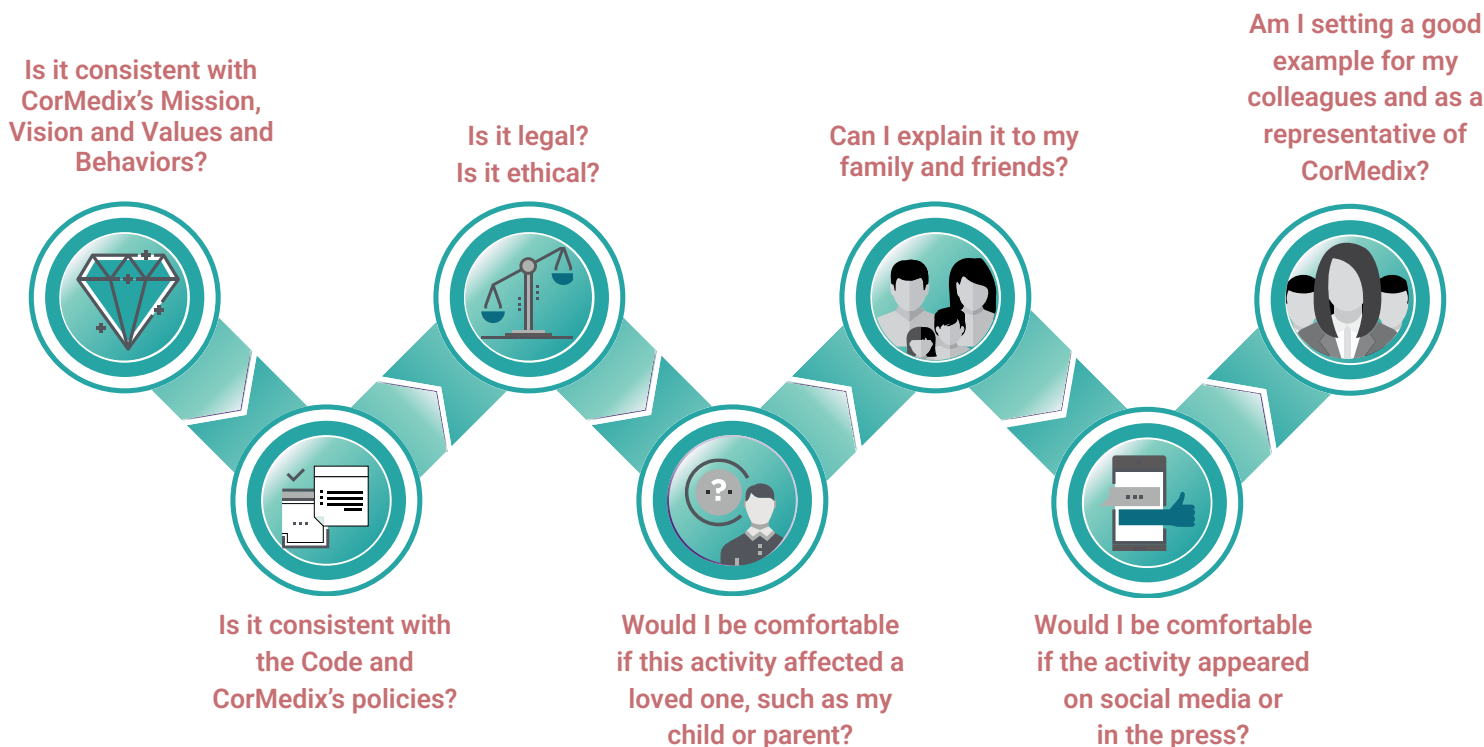 Is it consistent with
CorMedix’s Mission,
Vision and Values and
Behaviors?
Is it consistent with
the Code and
CorMedix’s policies?
Is it legal?
Is it ethical?
Would I be comfortable
if this activity affected a
loved one, such as my
child or parent?
Can I explain it to my
family and friends?
Would I be comfortable
if the activity appeared
on social media or
in the press?
Am I setting a good
example for my
colleagues and as a
representative of
CorMedix?